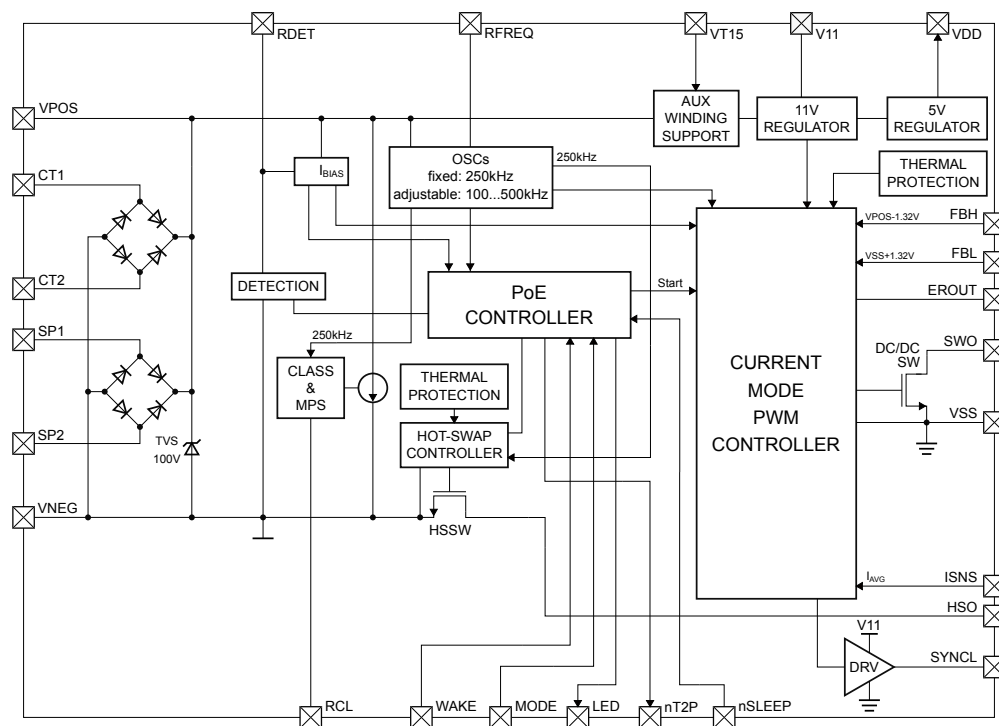 RDET
RFREQ
VT15
V11
VDD
VPOS
AUX
WINDING
SUPPORT
11V
REGULATOR
5V
REGULATOR
OSCs
fixed: 250kHz
adjustable: 100...500kHz
250kHz
IBIAS
THERMAL
PROTECTION
CT1
VPOS-1.32V
FBH
VSS+1.32V
FBL
CT2
DETECTION
PoE
CONTROLLER
Start
EROUT
SP1
250kHz
CLASS
&
MPS
THERMAL
PROTECTION
CURRENT
MODE
PWM
CONTROLLER
DC/DC
SW
SWO
VSS
SP2
TVS
100V
HOT-SWAP
CONTROLLER
VNEG
HSSW
IAVG
ISNS
HSO
V11
DRV
SYNCL
RCL
WAKE
MODE
LED
nT2P
nSLEEP